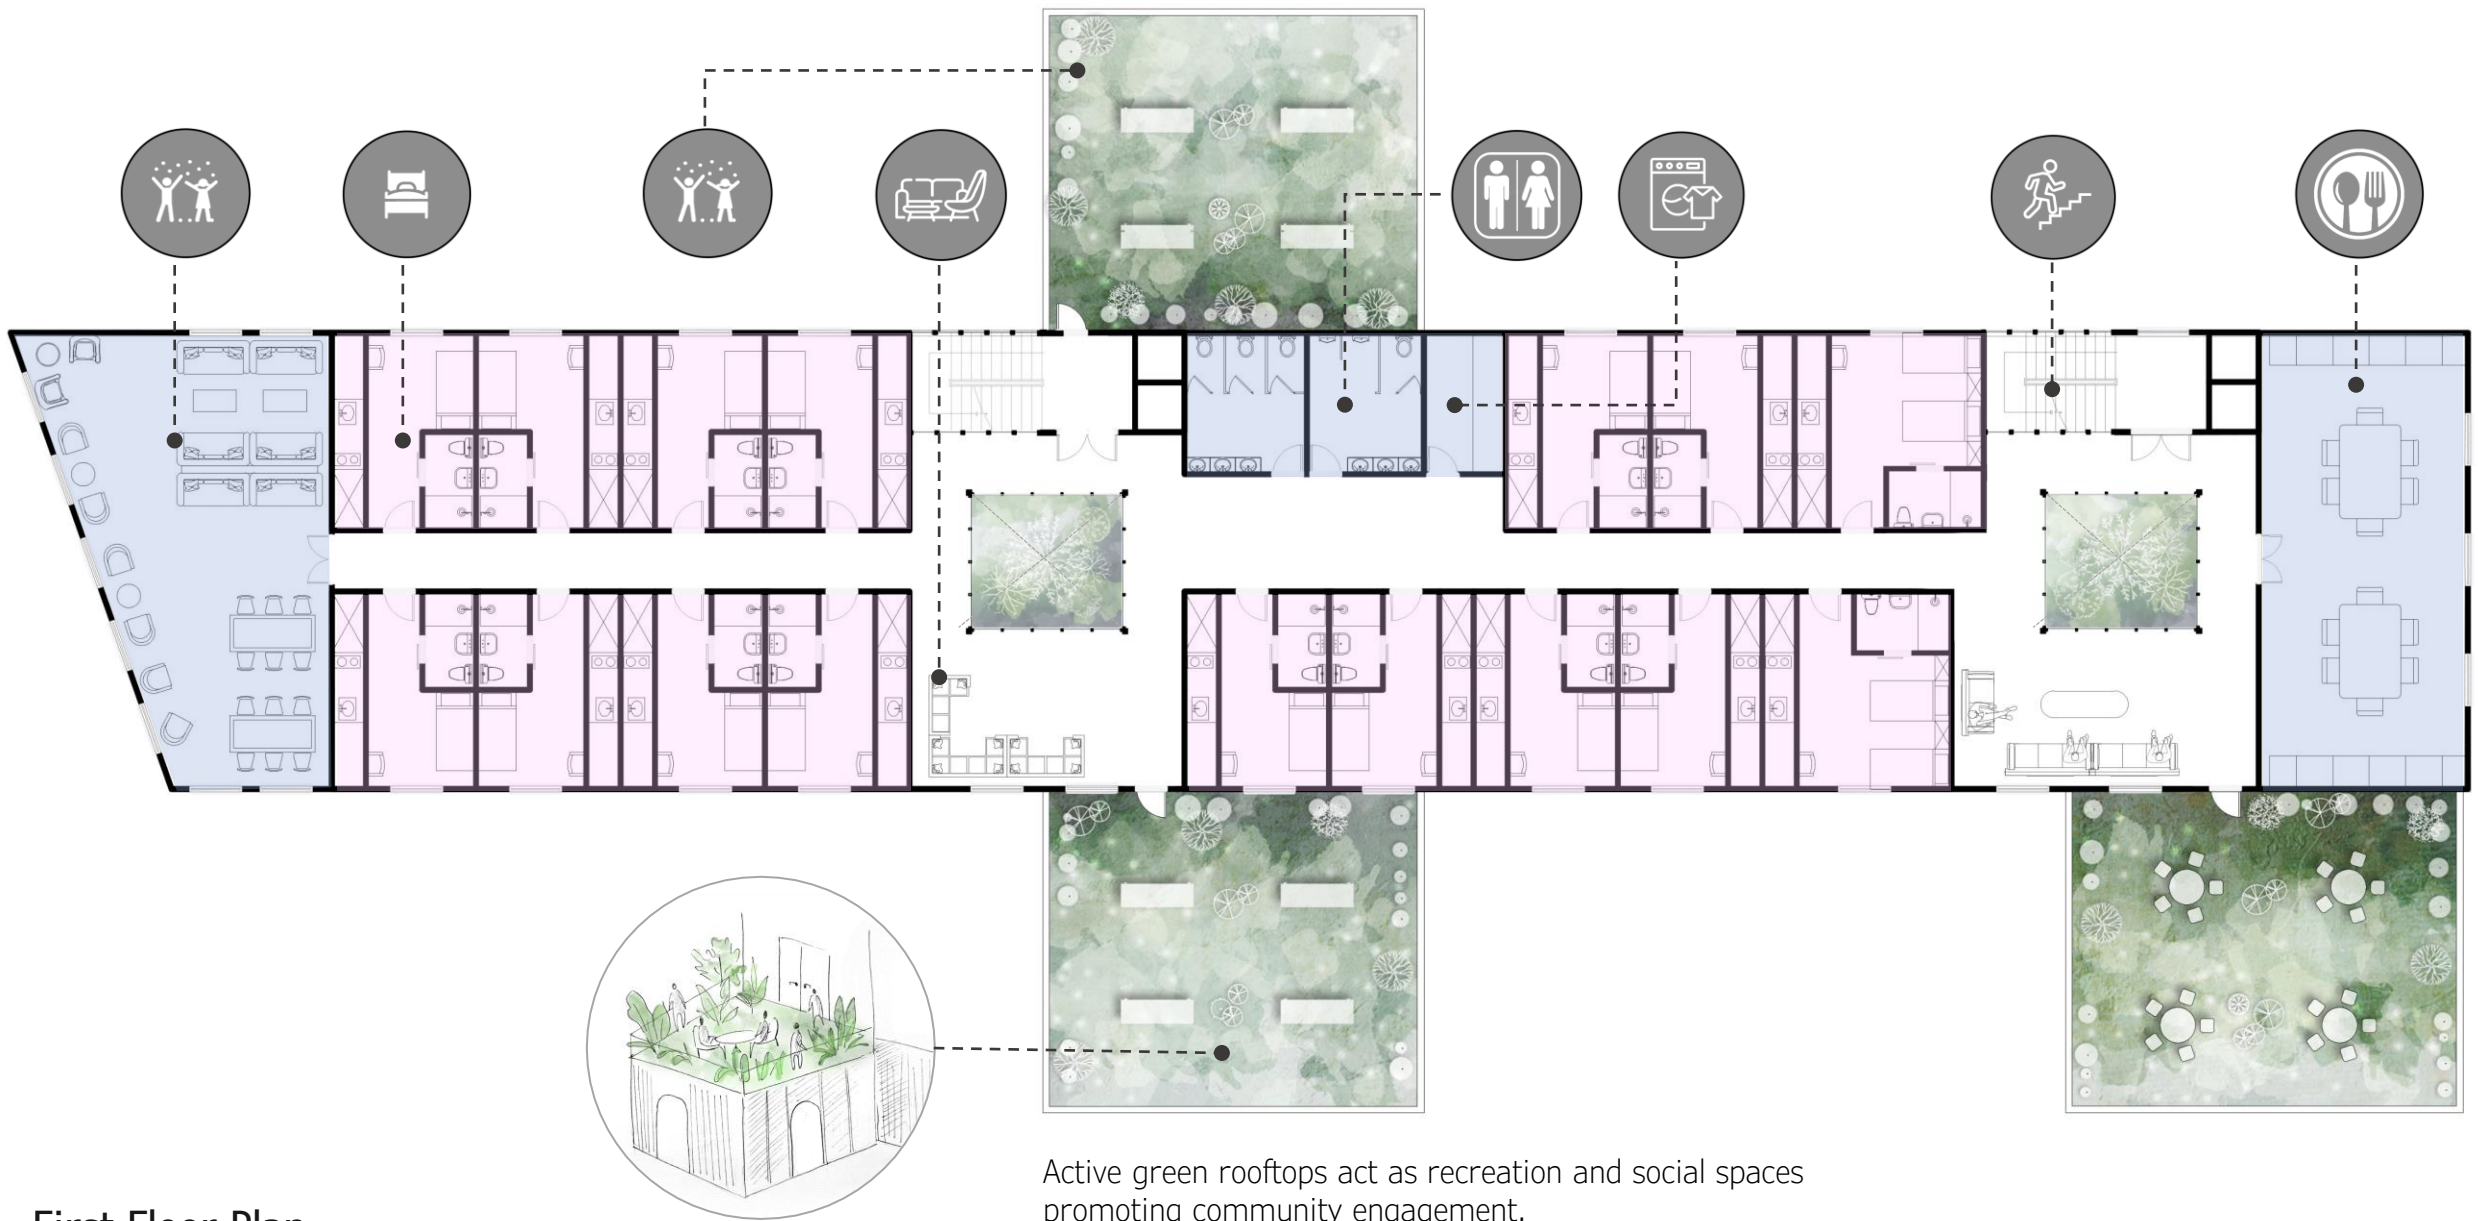 Active green rooftops act as recreation and social spaces
promoting community engagement.
First Floor Plan